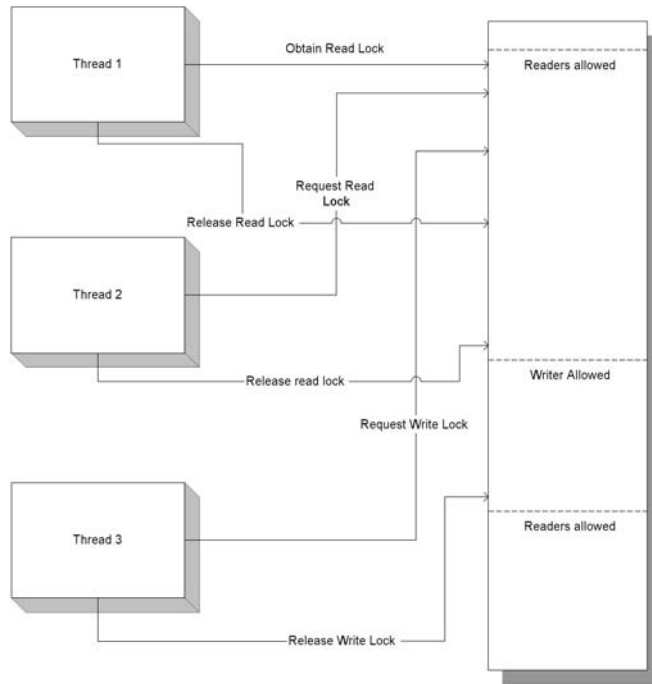 Obtain Read Lock
Thread 1
Readers allowed
Request Read
Lock
Release Read Lock
Thread 2
Release read lock
Writer Allowed
Request Write Lock
Readers allowed
Thread 3
Release Write Lock